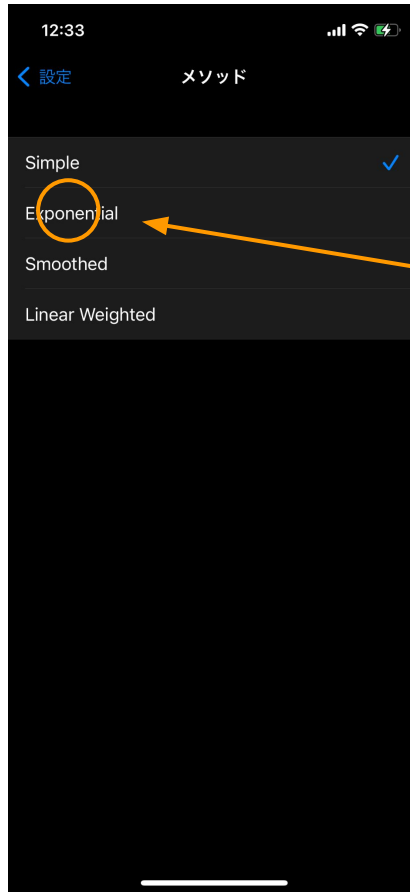 12:33
設定
メソッド
Simple
Exponential
Smoothed
Linear Weighted